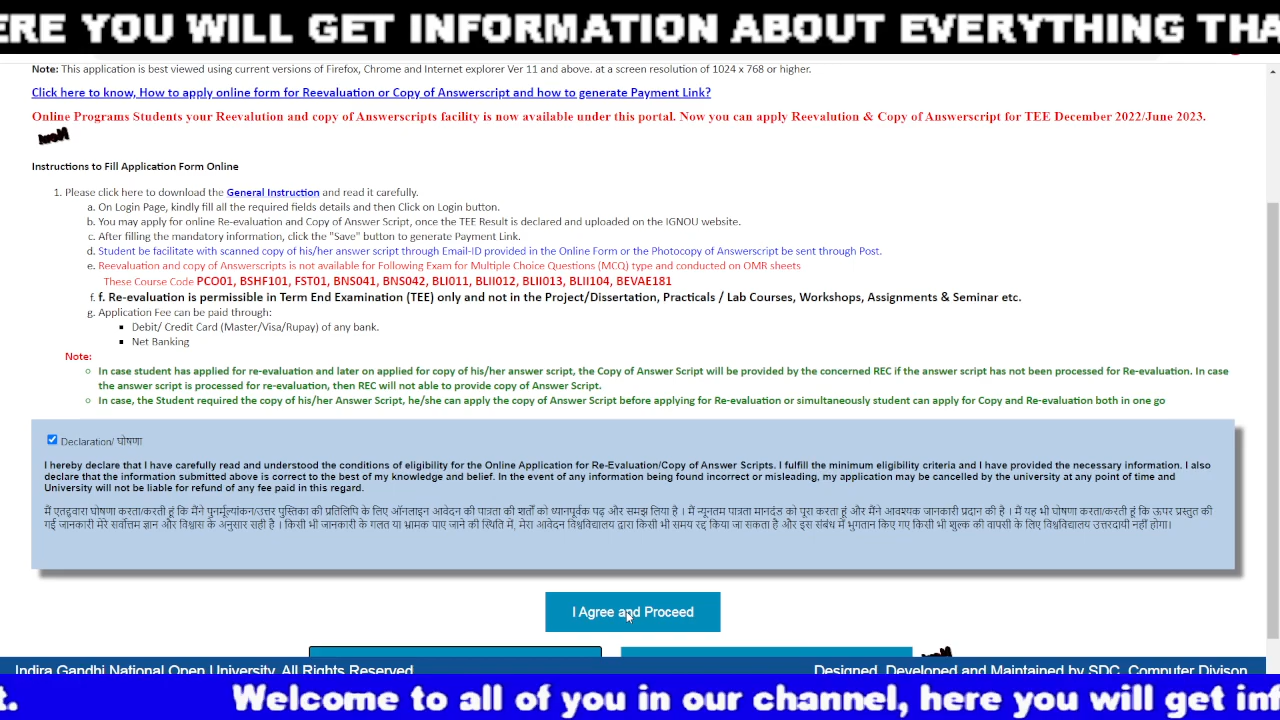 ERE YOU WILL GET INFORMATION ABOUT EVERYTHING THA
Note: This application is best viewed using current versions of Firefox, Chrome and Internet explorer Ver 11 and above. at a screen resolution of 1024 x 768 or higher.
Click here to know, How to apply online form for Reevaluation or Copy of Answerscript and how to generate Payment Link?
Online Programs Students your Reevalution and copy of Answerscripts facility is now available under this portal. Now you can apply Reevalution & Copy of Answerscript for TEE December 2022/June 2023.
New
Instructions to Fill Application Form Online
1. Please click here to download the General Instruction and read it carefully.
a. On Login Page, kindly fill all the required fields details and then Click on Login button.
b. You may apply for online Re-evaluation and Copy of Answer Script, once the TEE Result is declared and uploaded on the IGNOU website.
c. After filling the mandatory information, click the "Save" button to generate Payment Link.
d. Student be facilitate with scanned copy of his/her answer script through Email-ID provided in the Online Form or the Photocopy of Answerscript be sent through Post.
e. Reevaluation and copy of Answerscripts is not available for Following Exam for Multiple Choice Questions (MCQ) type and conducted on OMR sheets
These Course Code PCO01, BSHF101, FST01, BNS041, BNS042, BLI011, BLII012, BLII013, BLII104, BEVAE181
f. f. Re-evaluation is permissible in Term End Examination (TEE) only and not in the Project/Dissertation, Practicals / Lab Courses, Workshops, Assignments & Seminar etc.
g. Application Fee can be paid through:
Debit/ Credit Card (Master/Visa/Rupay) of any bank.
Net Banking
Note:
In case student has applied for re-evaluation and later on applied for copy of his/her answer script, the Copy of Answer Script will be provided by the concerned REC if the answer script has not been processed for Re-evaluation. In case
the answer script is processed for re-evaluation, then REC will not able to provide copy of Answer Script.
In case, the Student required the copy of his/her Answer Script, he/she can apply the copy of Answer Script before applying for Re-evaluation or simultaneously student can apply for Copy and Re-evaluation both in one go
Declaration/ घोषणा
I hereby declare that I have carefully read and understood the conditions of eligibility for the Online Application for Re-Evaluation/Copy of Answer Scripts. I fulfill the minimum eligibility criteria and I have provided the necessary information. I also
declare that the information submitted above is correct to the best of my knowledge and belief. In the event of any information being found incorrect or misleading, my application may be cancelled by the university at any point of time and
University will not be liable for refund of any fee paid in this regard.
मैं एतद्द्वारा घोषणा करता/करती हूं कि मैंने पुनर्मूल्यांकन/उत्तर पुस्तिका की प्रतिलिपि के लिए ऑनलाइन आवेदन की पात्रता की शर्तों को ध्यानपूर्वक पढ़ और समझ लिया है । मैं न्यूनतम पात्रता मानदंड को पूरा करता हूं और मैंने आवश्यक जानकारी प्रदान की है । मैं यह भी घोषणा करता/करती हूं कि ऊपर प्रस्तुत की
गई जानकारी मेरे सर्वोत्तम ज्ञान और विश्वास के अनुसार सही है । किसी भी जानकारी के गलत या भ्रामक पाए जाने की स्थिति में, मेरा आवेदन विश्वविद्यालय द्वारा किसी भी समय रद्द किया जा सकता है और इस संबंध में भुगतान किए गए किसी भी शुल्क की वापसी के लिए विश्वविद्यालय उत्तरदायी नहीं होगा।
I Agree and Proceed
Indira Gandhi National Open University. All Rights Reserved
Designed, Developed and Maintained by SDC, Computer Divison
t. Welcome to all of you in our channel, here you will get inf